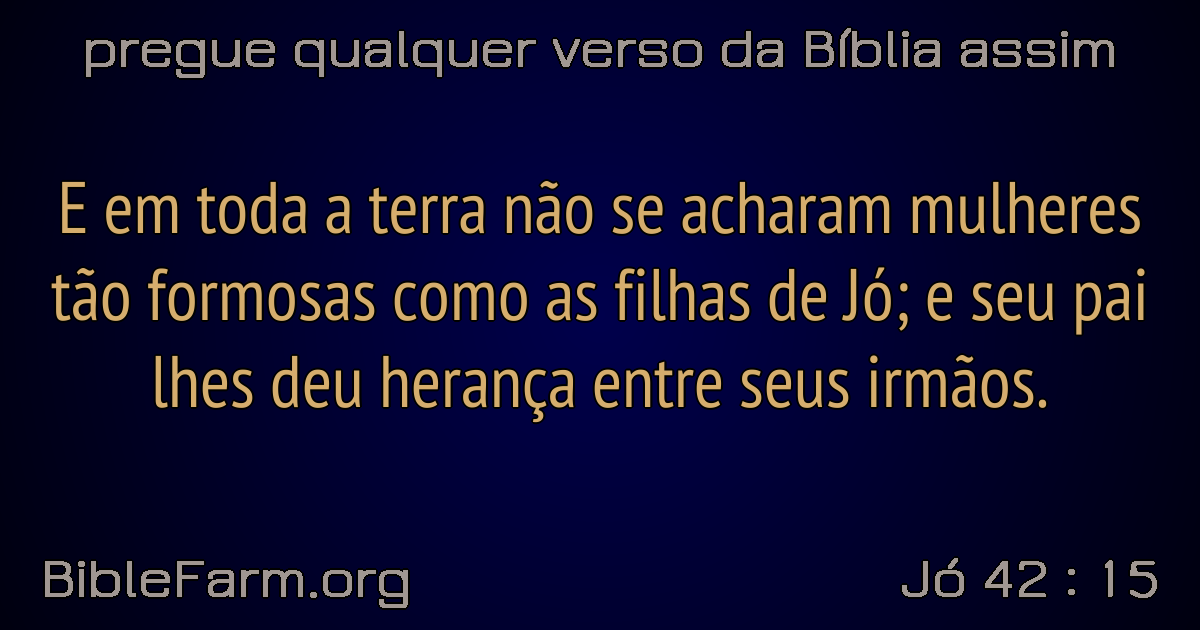 pregue qualquer verso da Bíblia assim
E em toda a terra não se acharam mulheres
tão formosas como as filhas de Jó; e seu pai
lhes deu herança entre seus irmãos.
BibleFarm.org
Jó 42 : 15